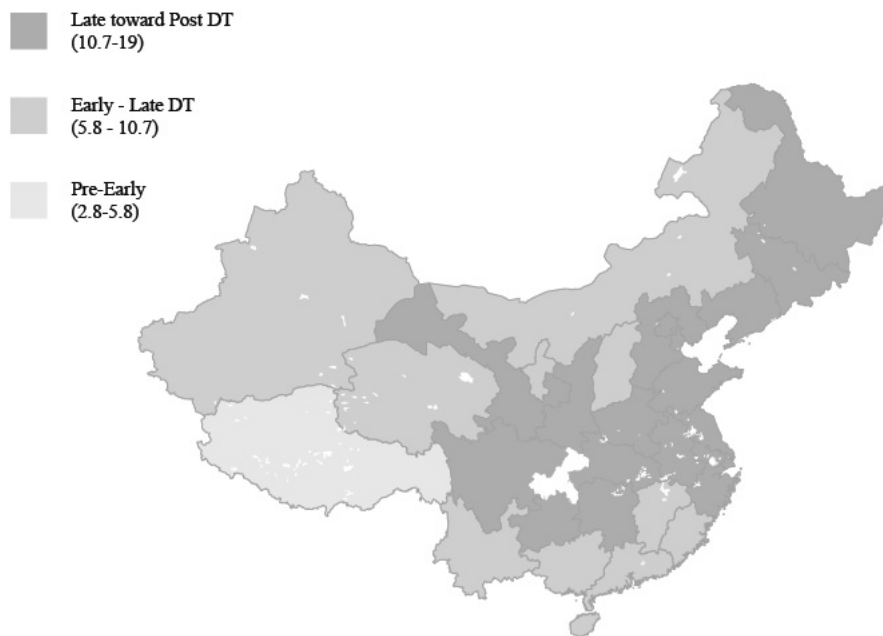 Late toward Post DT
(10.7-19)
Early - Late DT
(5.8 - 10.7)
Pre-Early
(2.8-5.8)